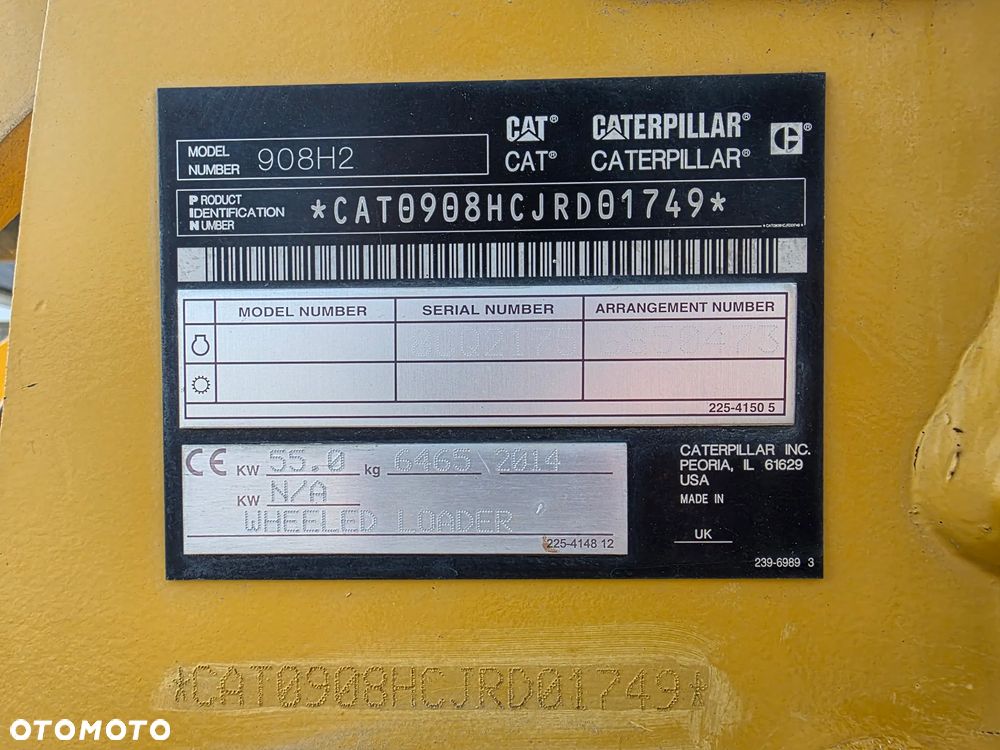 CAT® CATERPILLAR®
MODEL NUMBER 908H2
CAT® CATERPILLAR®
PRODUCT IDENTIFICATION NUMBER *CAT0908HCJRD01749*
*CAT0908HCJRD01749*
MODEL NUMBER SERIAL NUMBER ARRANGEMENT NUMBER
225-4150 5
CE KW 55.0 kg 6465 2014
KW N/A
WHEELED LOADER
225-4148 12
CATERPILLAR INC.
PEORIA, IL 61629
USA
MADE IN
UK
239-6989 3
*CAT0908HCJRD01749*
OTOMOTO
OTOMOTO